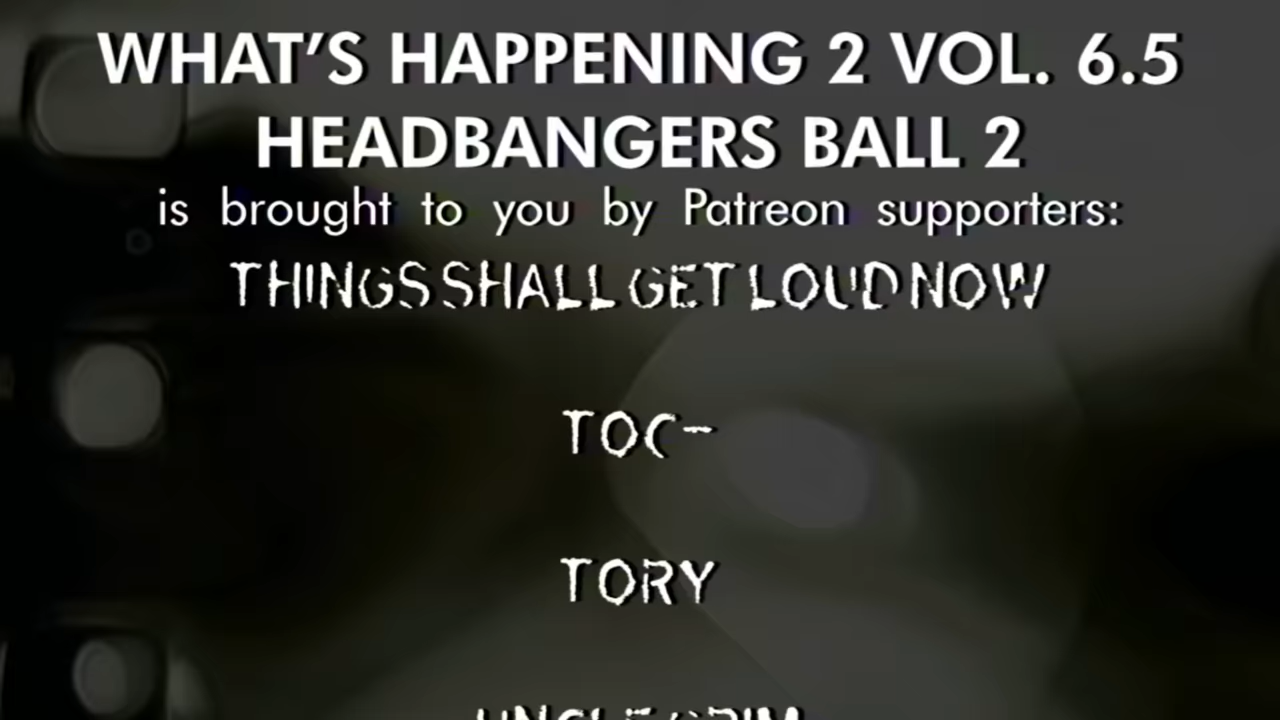 WHAT'S HAPPENING 2 VOL. 6.5
HEADBANGERS BALL 2
is brought to you by Patreon supporters:
THINGS SHALL GET LOUD NOW
TOC-
TORY